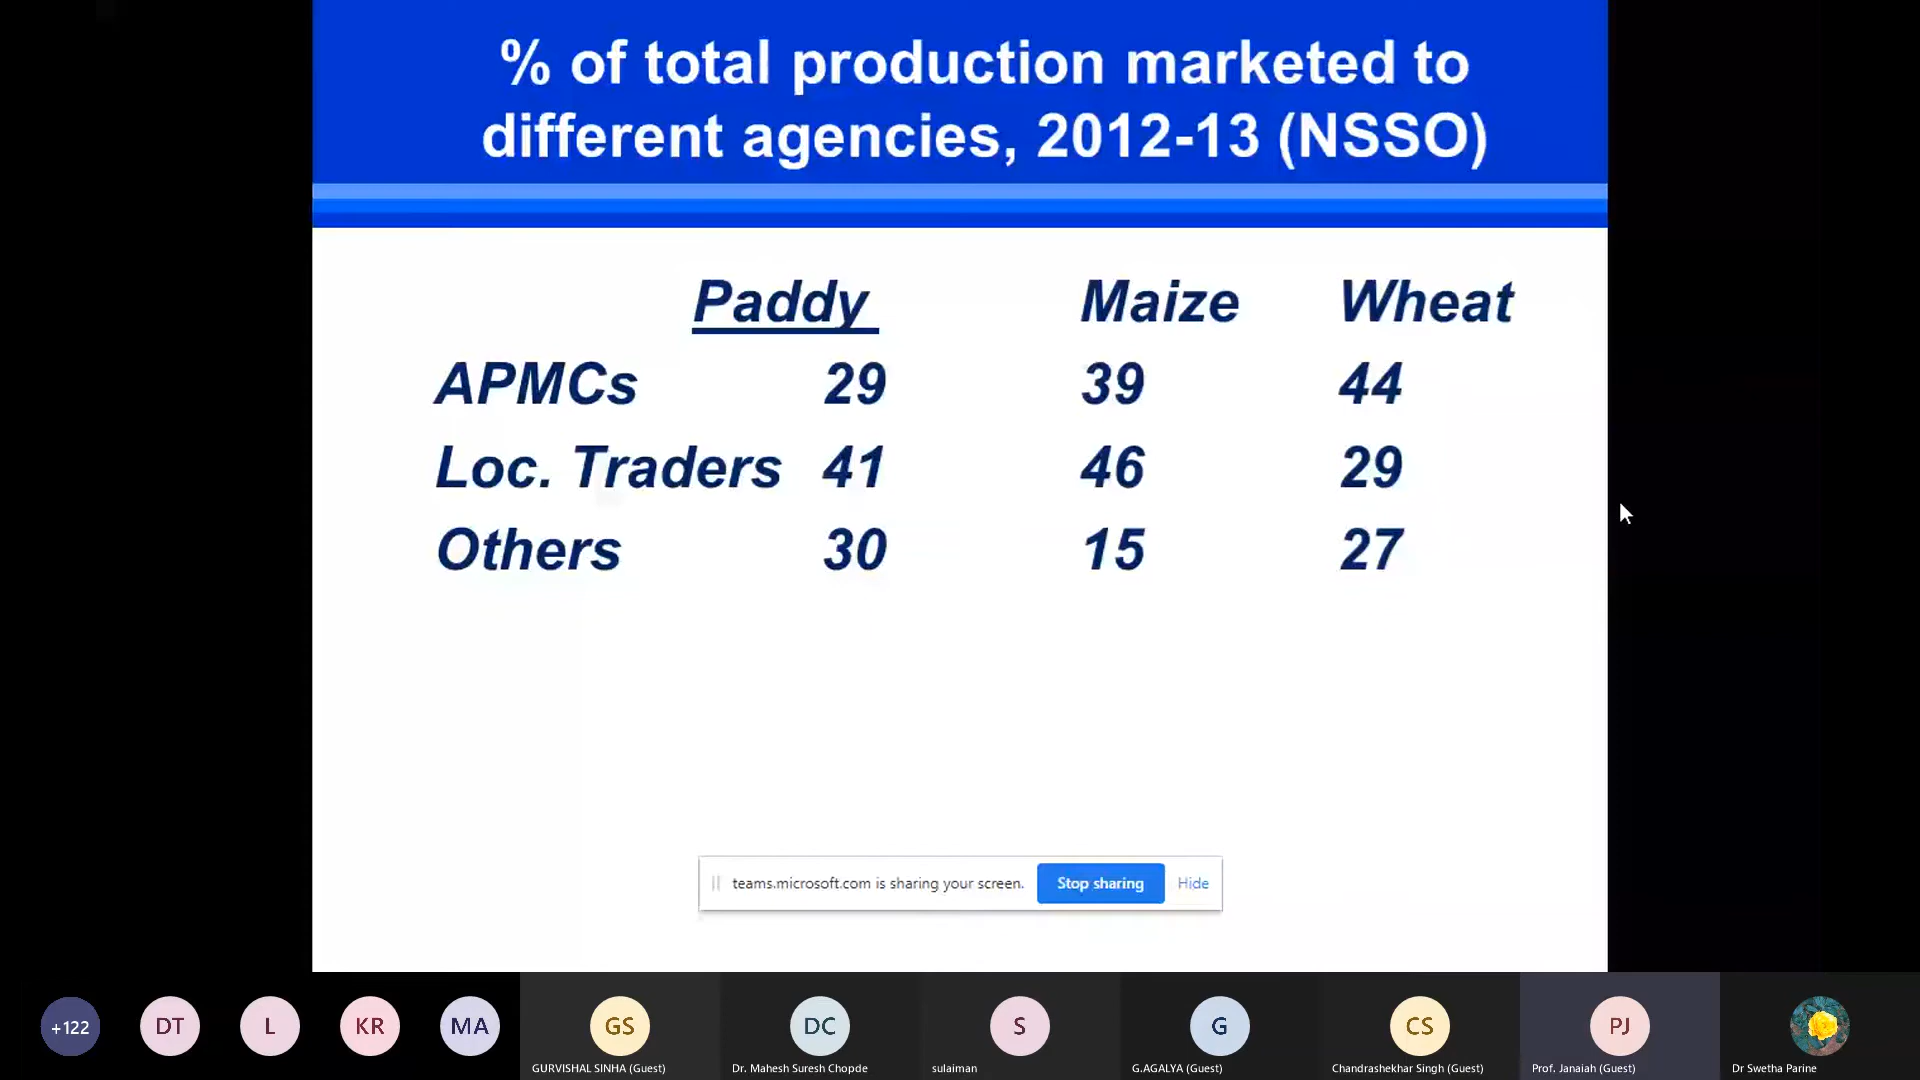 % of total production marketed to
different agencies, 2012-13 (NSSO)
Paddy Maize Wheat
APMCs 29 39 44
Loc. Traders 41 46 29
Others 30 15 27
teams.microsoft.com is sharing your screen. Stop sharing Hide
+122 DT L KR MA GS DC S G CS PJ
GURVISHAL SINHA (Guest) Dr. Mahesh Suresh Chopde sulaiman G.AGALYA (Guest) Chandrashekhar Singh (Guest) Prof. Janaiah (Guest) Dr Swetha Parine